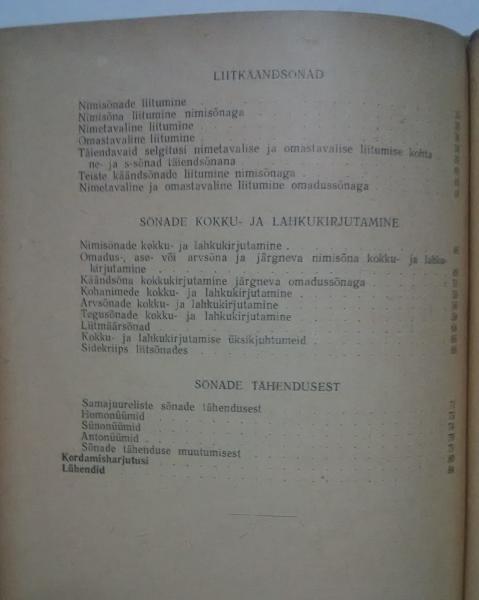 LIITKÄÄNDSÕNAD
Nimisõnade liitumine
Nimisõna liitumine nimisõnaga
Nimetavaline liitumine
Omastavaline liitumine
Täiendavaid selgitusi nimetavalise ja omastavalise liitumise kohta
ne- ja s-sõnad täiendsõnana
Teiste käändsõnade liitumine nimisõnaga
Nimetavaline ja omastavaline liitumine omadussõnaga
SÕNADE KOKKU- JA LAHKUKIRJUTAMINE
Nimisõnade kokku- ja lahkukirjutamine
Omadus-, ase- või arvsõna ja järgneva nimisõna kokku- ja lahku-
kirjutamine
Käändsõna kokkukirjutamine järgneva omadussõnaga
Kohanimede kokku- ja lahkukirjutamine
Arvsõnade kokku- ja lahkukirjutamine
Tegusõnade kokku- ja lahkukirjutamine
Liitmäärsõnad
Kokku- ja lahkukirjutamise üksikjuhtumeid
Sidekriips liitsõnades
SÕNADE TÄHENDUSEST
Samajuureliste sõnade tähendusest
Homonüümid
Sünonüümid
Antonüümid
Sõnade tähenduse muutumisest
Kordamisharjutusi
Lühendid